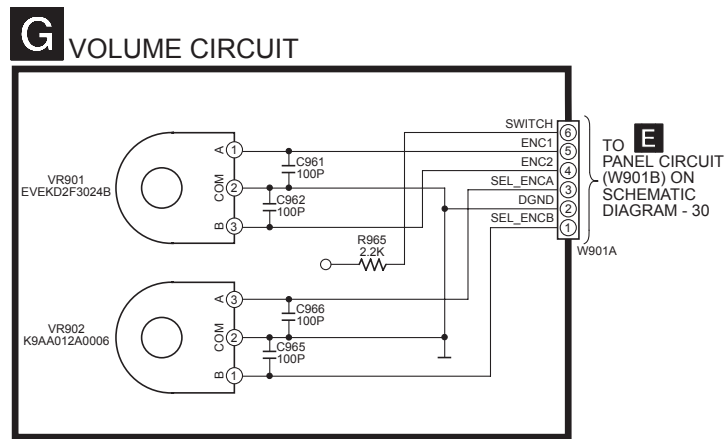 G VOLUME CIRCUIT
VR901
EVEKD2F3024B
A 1
COM 2
B 3
C961
100P
C962
100P
R965
2.2K
VR902
K9AA012A0006
A 3
COM 2
B 1
C966
100P
C965
100P
SWITCH 6
ENC1 5
ENC2 4
SEL_ENCA 3
DGND 2
SEL_ENCB 1
W901A
TO E
PANEL CIRCUIT
(W901B) ON
SCHEMATIC
DIAGRAM - 30